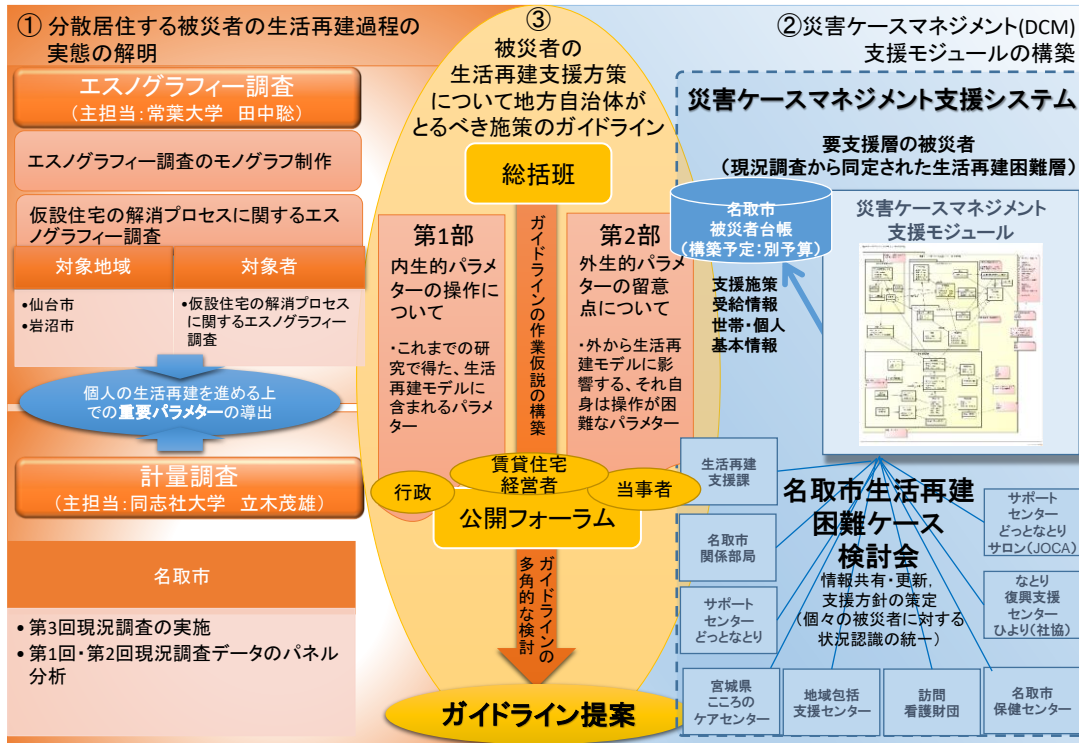 ① 分散居住する被災者の生活再建過程の
実態の解明
エスノグラフィー調査
(主担当:常葉大学 田中聡)
エスノグラフィー調査のモノグラフ制作
仮設住宅の解消プロセスに関するエス
ノグラフィー調査
対象地域
対象者
•仙台市
•岩沼市
•仮設住宅の解消プロセス
に関するエスノグラフィー
調査
個人の生活再建を進める上
での重要パラメターの導出
計量調査
(主担当:同志社大学 立木茂雄)
名取市
• 第3回現況調査の実施
• 第1回・第2回現況調査データのパネル
分析
③
被災者の
生活再建支援方策
について地方自治体が
とるべき施策のガイドライン
総括班
ガイドラインの作業仮説の構築
第1部
内生的パラメ
ターの操作に
ついて
・これまでの研
究で得た、生活
再建モデルに
含まれるパラメ
ター
第2部
外生的パラメ
ターの留意
点について
・外から生活再
建モデルに影
響する、それ自
身は操作が困
難なパラメター
行政
賃貸住宅
経営者
当事者
公開フォーラム
ガイドラインの
多角的な検討
ガイドライン提案
②災害ケースマネジメント(DCM)
支援モジュールの構築
災害ケースマネジメント支援システム
要支援層の被災者
(現況調査から同定された生活再建困難層)
名取市
被災者台帳
(構築予定:別予算)
支援施策
受給情報
世帯・個人
基本情報
災害ケースマネジメント
支援モジュール
名取市生活再建
困難ケース
検討会
情報共有・更新,
支援方針の策定
(個々の被災者に対する
状況認識の統一)
生活再建
支援課
名取市
関係部局
サポート
センター
どっとなとり
宮城県
こころの
ケアセンター
地域包括
支援センター
訪問
看護財団
名取市
保健センター
サポート
センター
どっとなとり
サロン(JOCA)
なとり
復興支援
センター
ひより(社協)